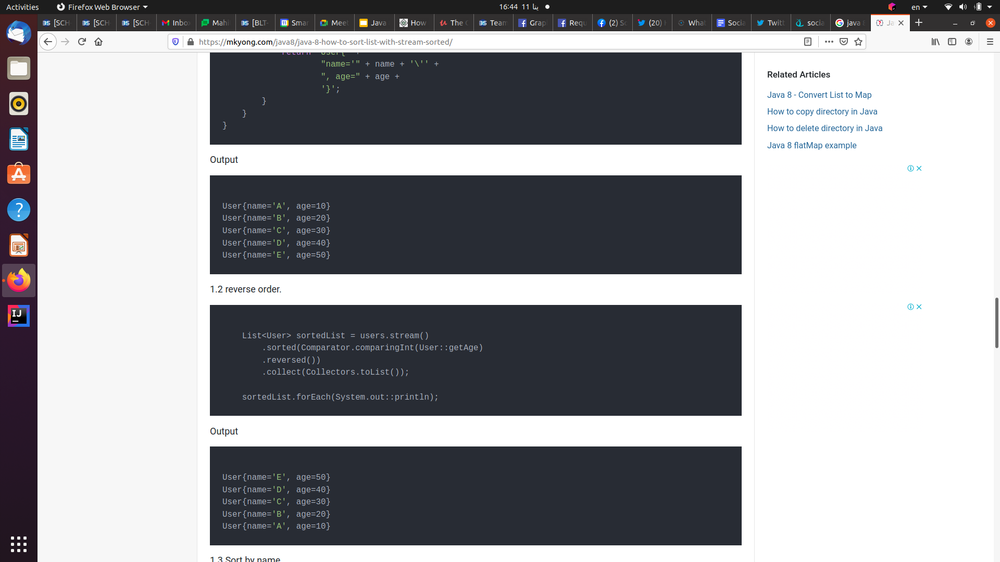 Activities
Firefox Web Browser
16:44 11 ينا
en
[SCH
[SCH
[SCH
Inbo
Mahi
[BLT-
Smar
Meet
Java
How
The
Team
Grap
Requ
(2) So
(20)
What
Socia
Twitt
socia
java 8
Ja
https://mkyong.com/java8/java-8-how-to-sort-list-with-stream-sorted/
"name='" + name + '\'' +
", age=" + age +
'}';
}
}
}
Output
User{name='A', age=10}
User{name='B', age=20}
User{name='C', age=30}
User{name='D', age=40}
User{name='E', age=50}
1.2 reverse order.
List<User> sortedList = users.stream()
.sorted(Comparator.comparingInt(User::getAge)
.reversed())
.collect(Collectors.toList());
sortedList.forEach(System.out::println);
Output
User{name='E', age=50}
User{name='D', age=40}
User{name='C', age=30}
User{name='B', age=20}
User{name='A', age=10}
1.3 Sort by name
Related Articles
Java 8 - Convert List to Map
How to copy directory in Java
How to delete directory in Java
Java 8 flatMap example
IJ